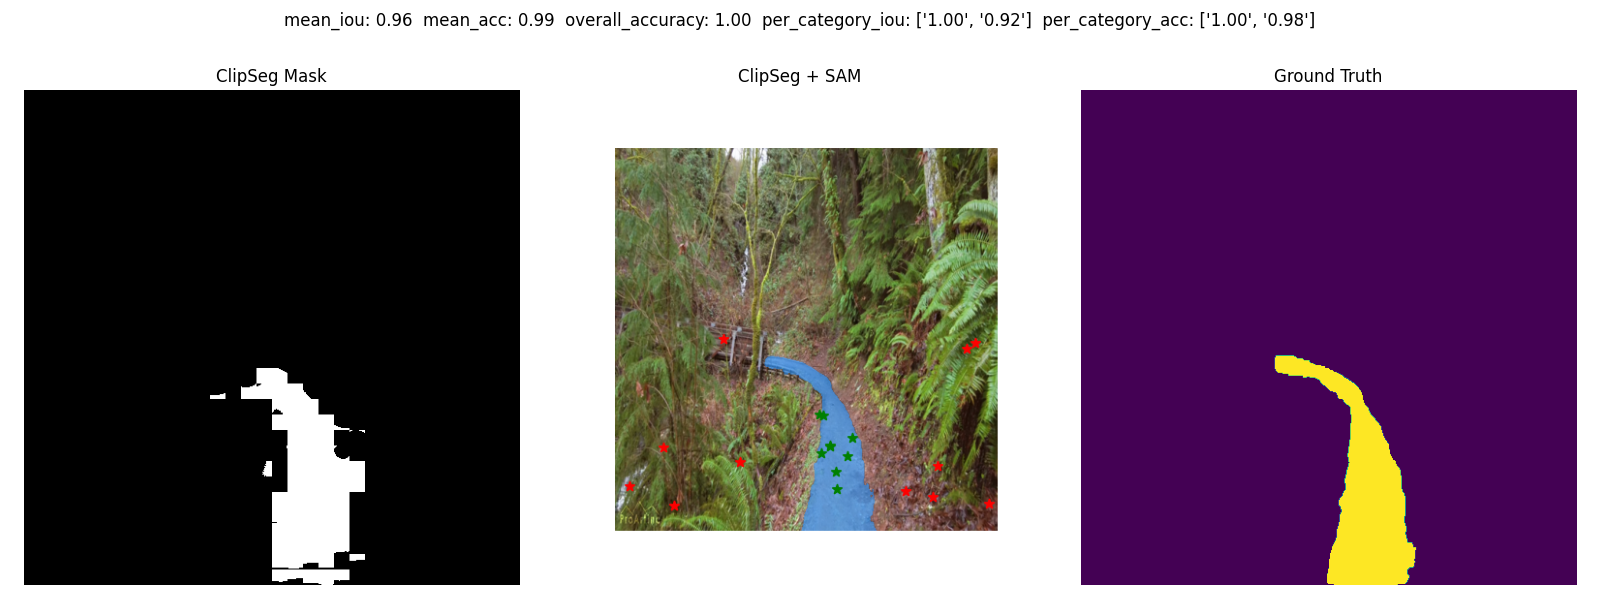 mean_iou: 0.96  mean_acc: 0.99  overall_accuracy: 1.00  per_category_iou: ['1.00', '0.92']  per_category_acc: ['1.00', '0.98']
ClipSeg Mask
ClipSeg + SAM
Ground Truth